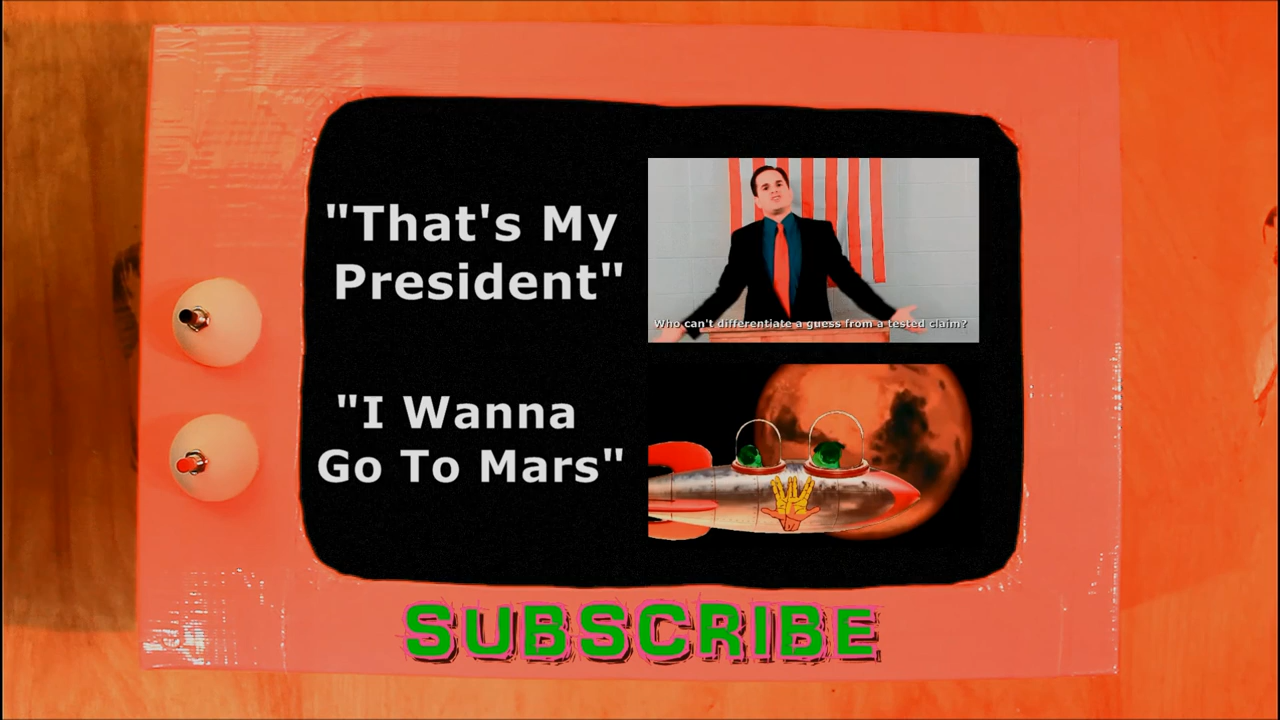 "That's My
President"
Who can't differentiate a guess from a tested claim?
"I Wanna
Go To Mars"
SUBSCRIBE